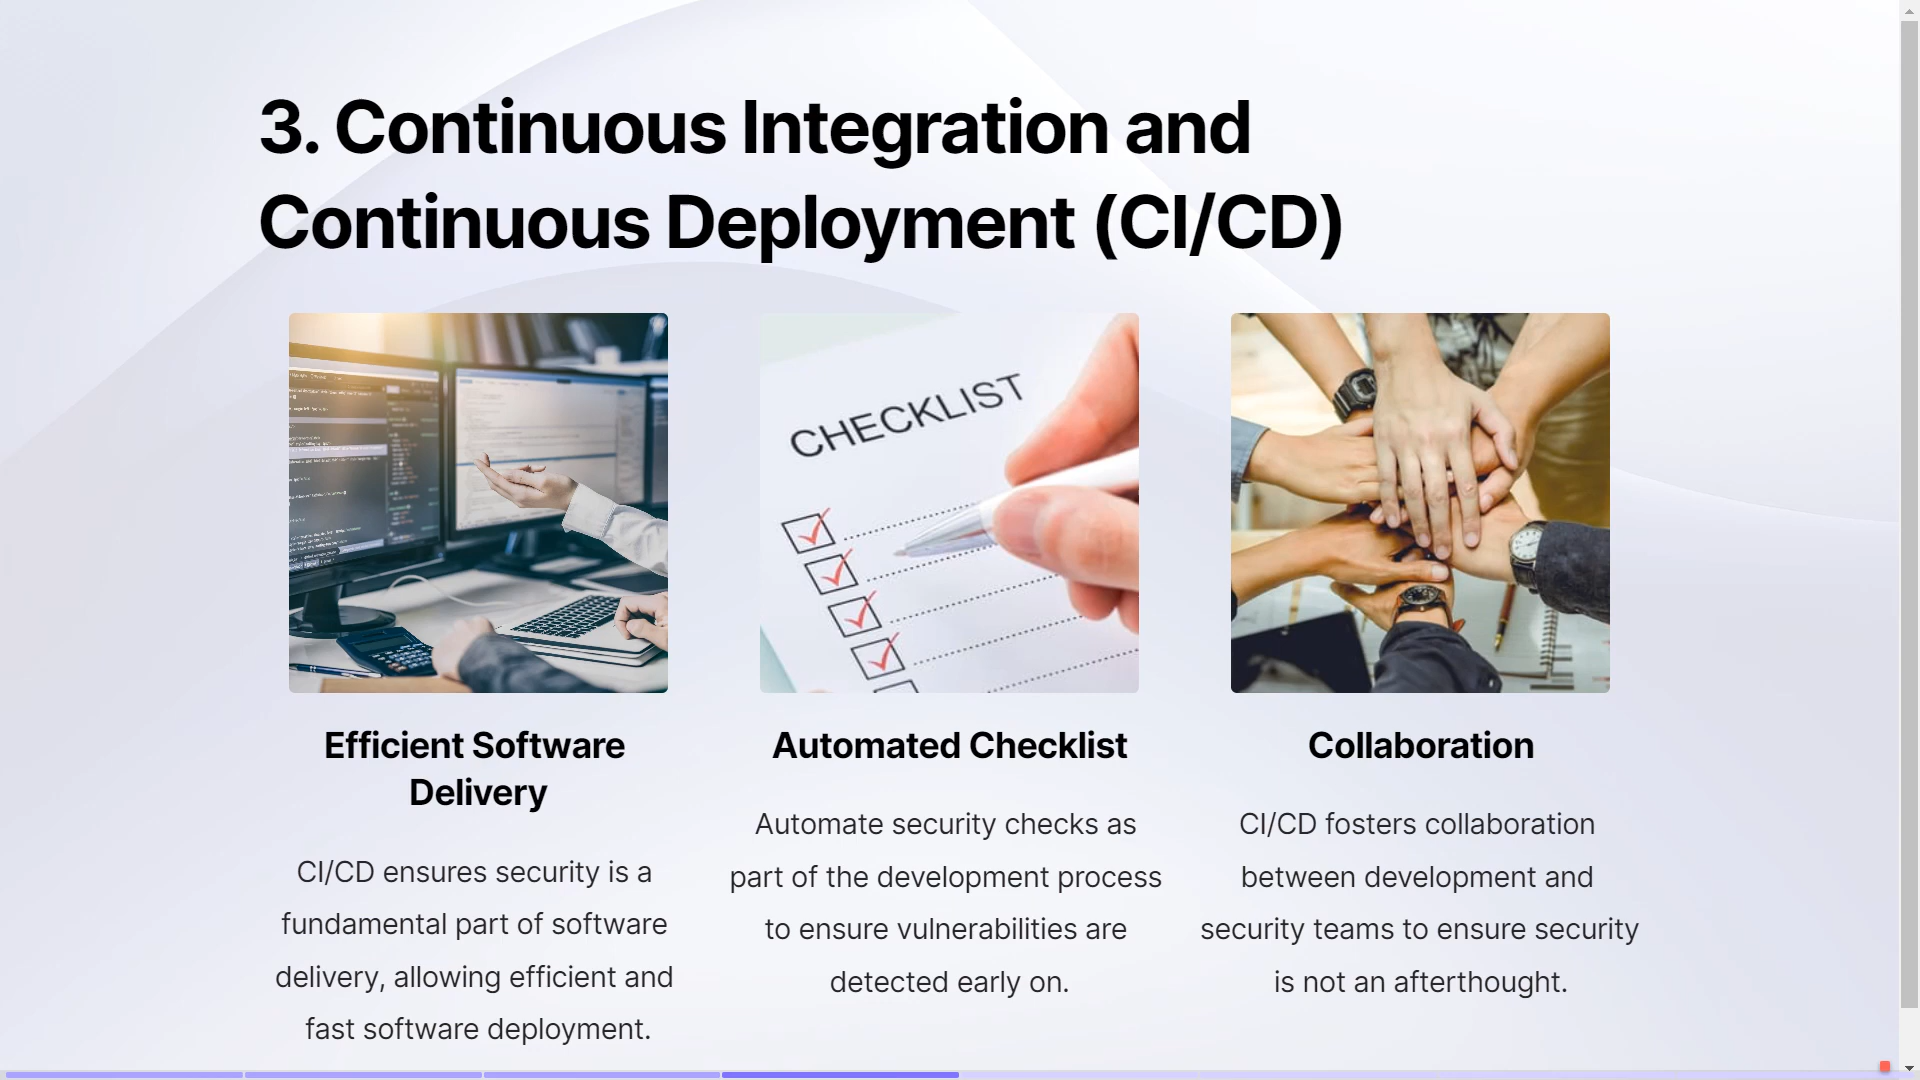 3. Continuous Integration and
Continuous Deployment (CI/CD)
CHECKLIST
Efficient Software
Delivery
CI/CD ensures security is a
fundamental part of software
delivery, allowing efficient and
fast software deployment.
Automated Checklist
Automate security checks as
part of the development process
to ensure vulnerabilities are
detected early on.
Collaboration
CI/CD fosters collaboration
between development and
security teams to ensure security
is not an afterthought.